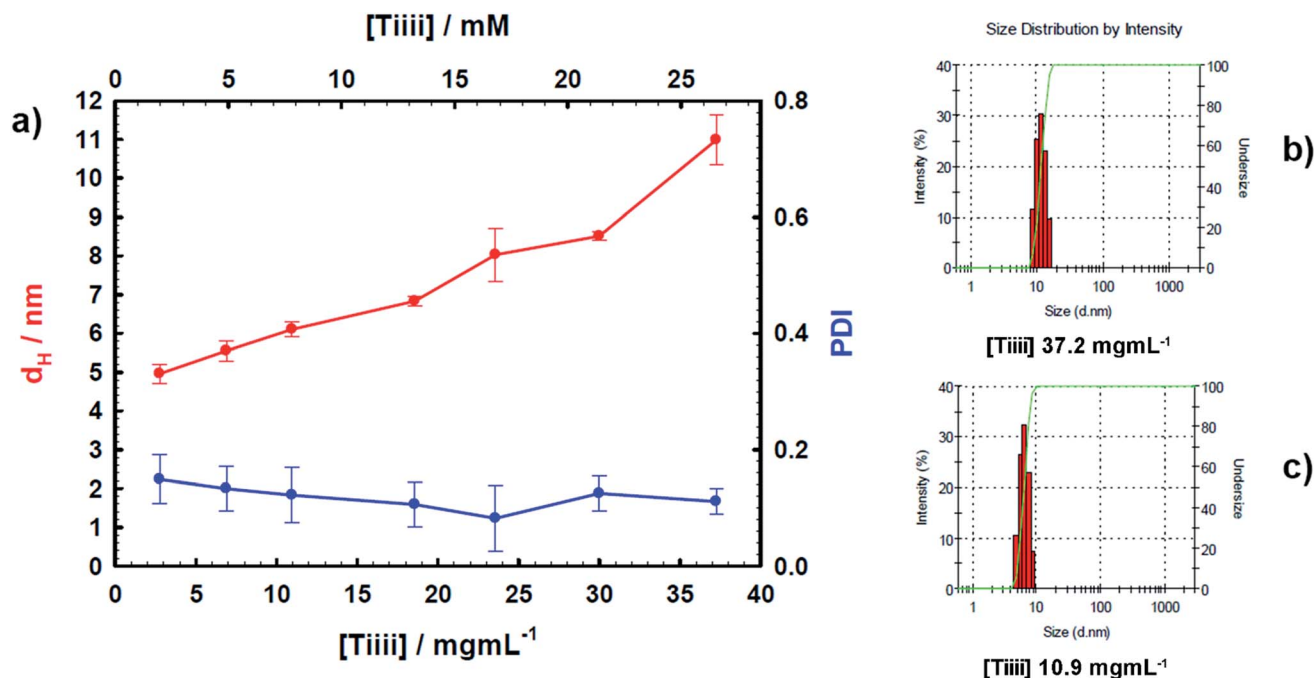 [Tiiii] / mM
0 5 10 15 20 25
a)
12
11
10
9
8
7
6
5
4
3
2
1
0
d_H / nm
0.8
0.6
0.4
0.2
0.0
PDI
0 5 10 15 20 25 30 35 40
[Tiiii] / mgmL⁻¹
Size Distribution by Intensity
b)
40
30
20
10
0
Intensity (%)
100
80
60
40
20
0
Undersize
1 10 100 1000
Size (d.nm)
[Tiiii] 37.2 mgmL⁻¹
c)
40
30
20
10
0
Intensity (%)
100
80
60
40
20
0
Undersize
1 10 100 1000
Size (d.nm)
[Tiiii] 10.9 mgmL⁻¹